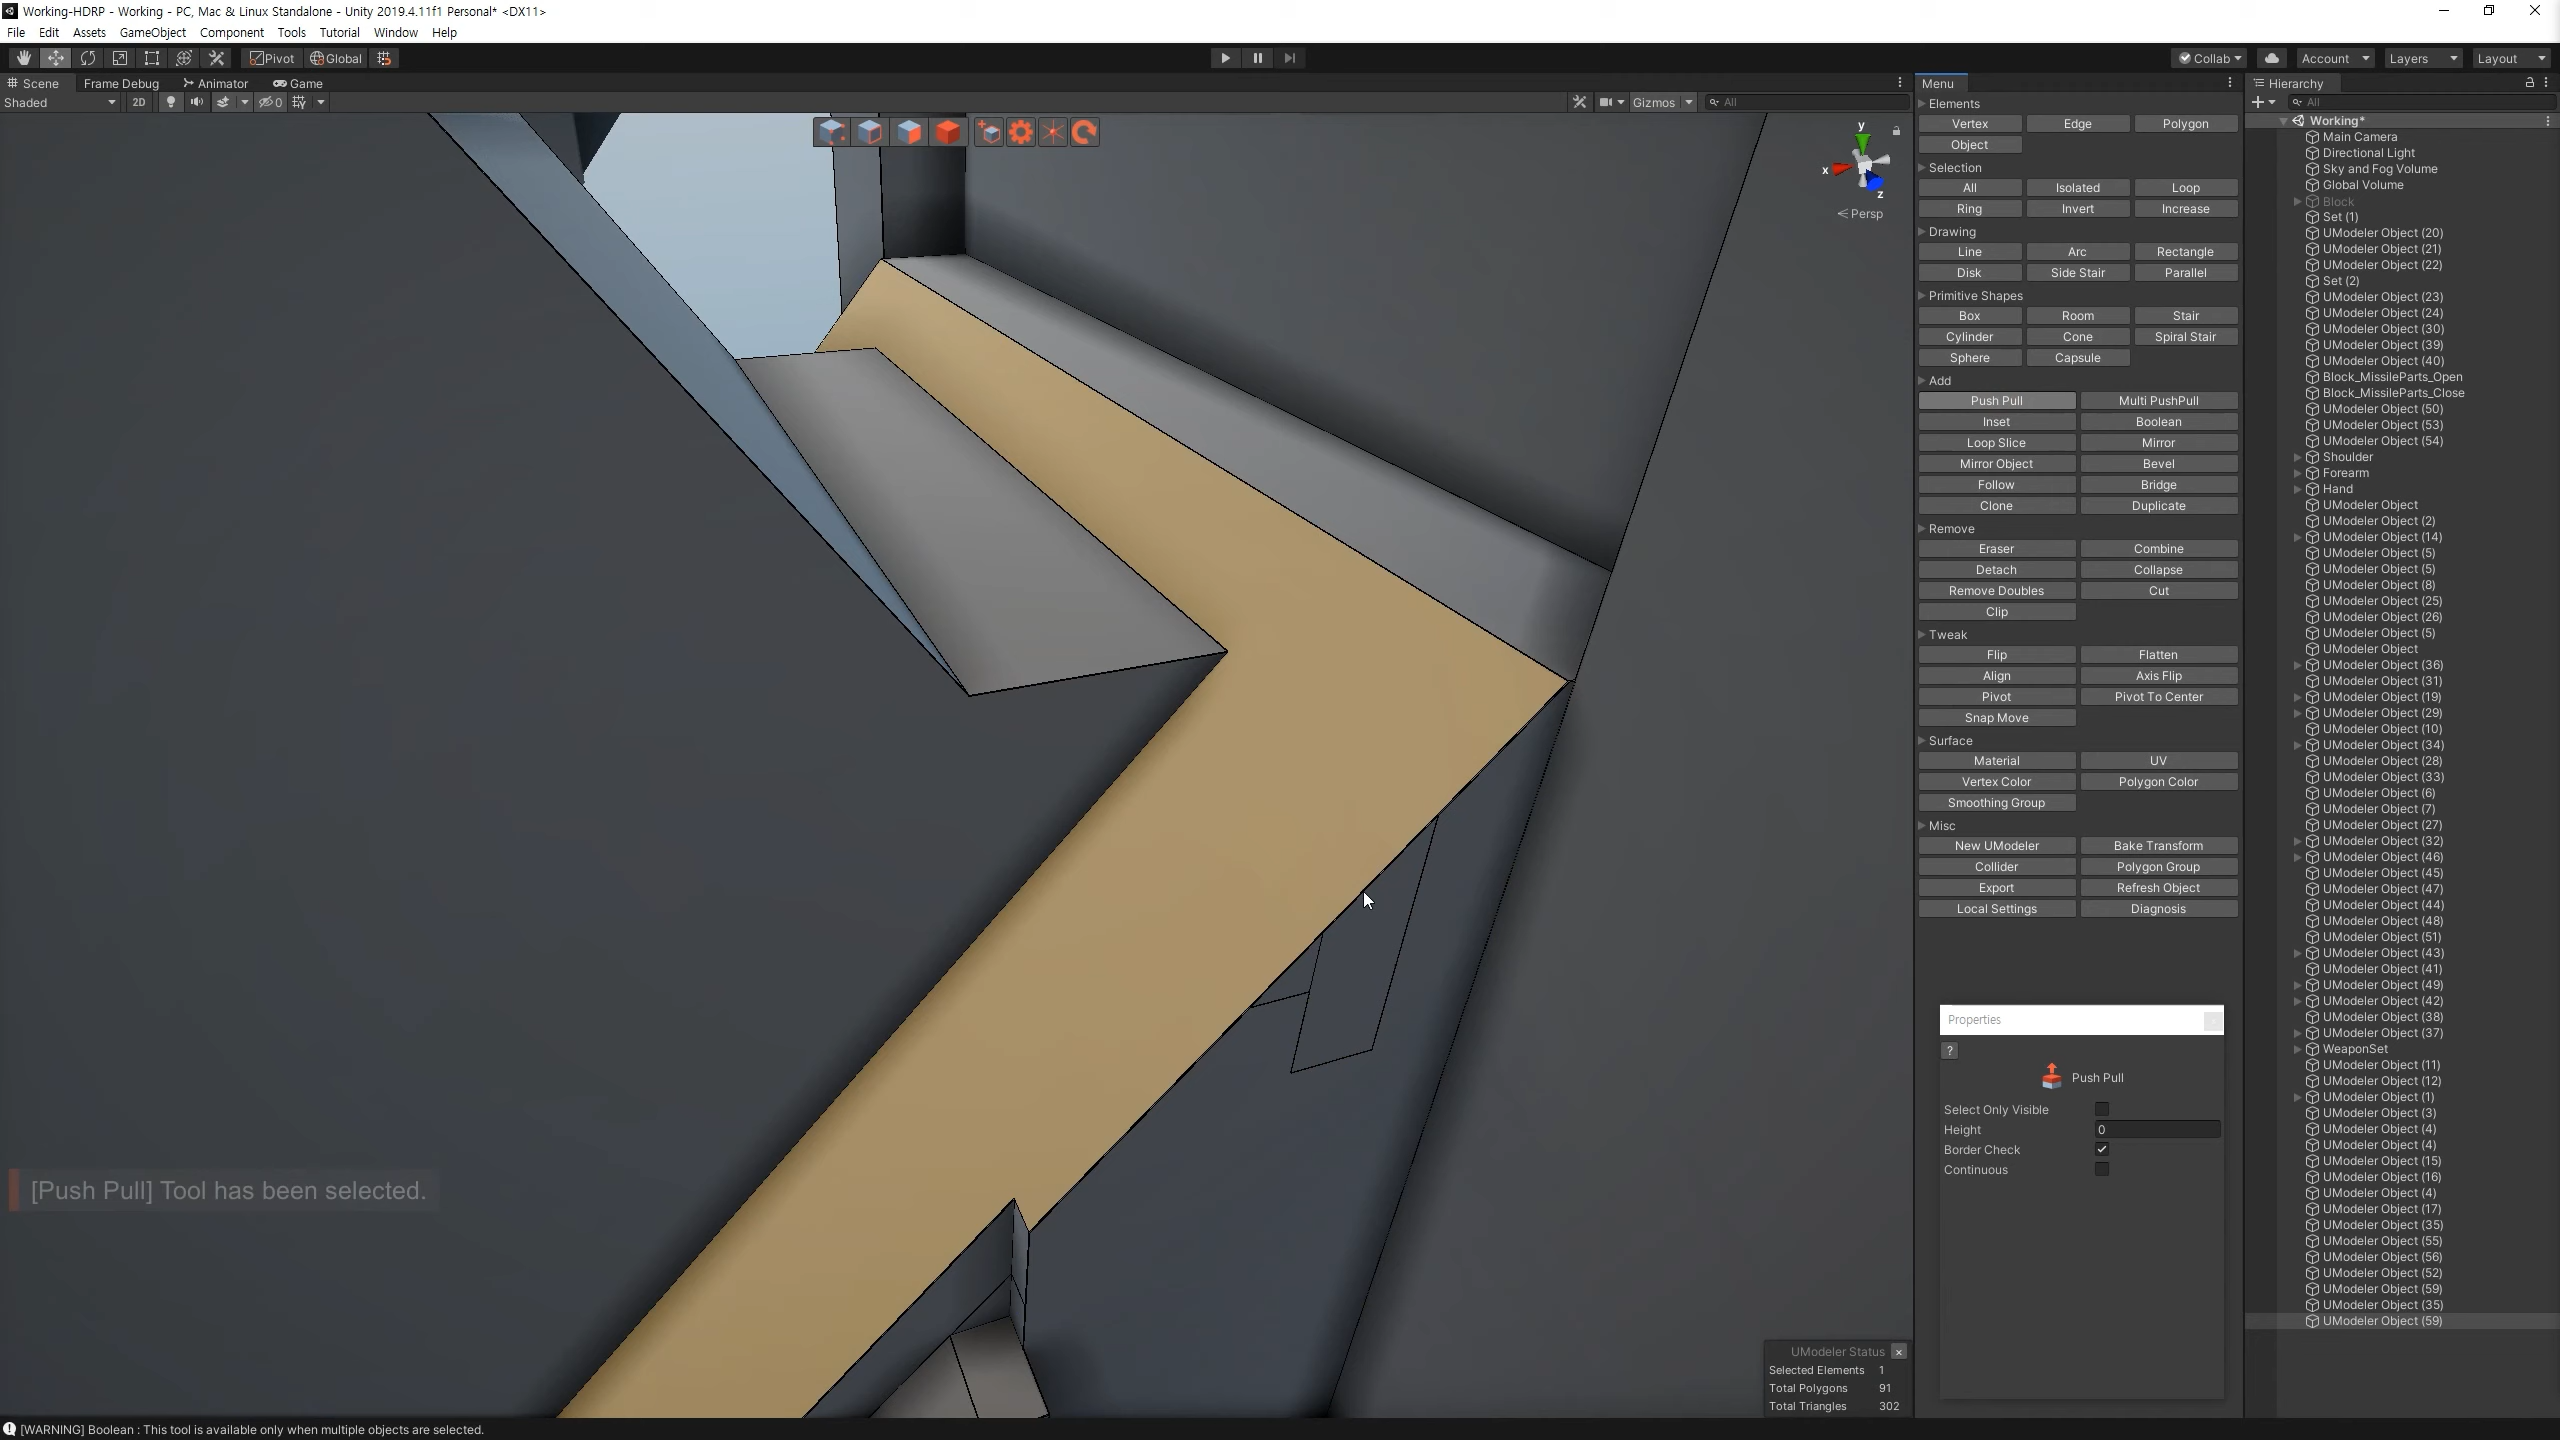 Working-HDRP - Working - PC, Mac & Linux Standalone - Unity 2019.4.11f1 Personal* <DX11>
File Edit Assets GameObject Component Tools Tutorial Window Help
Pivot Global Collab Account Layers Layout
Scene Frame Debug Animator Game
Shaded 2D 0 Gizmos All
y
x
z
Persp
[Push Pull] Tool has been selected.
UModeler Status
Selected Elements 1
Total Polygons 91
Total Triangles 302
Menu
Elements
Vertex Edge Polygon
Object
Selection
All Isolated Loop
Ring Invert Increase
Drawing
Line Arc Rectangle
Disk Side Stair Parallel
Primitive Shapes
Box Room Stair
Cylinder Cone Spiral Stair
Sphere Capsule
Add
Push Pull Multi PushPull
Inset Boolean
Loop Slice Mirror
Mirror Object Bevel
Follow Bridge
Clone Duplicate
Remove
Eraser Combine
Detach Collapse
Remove Doubles Cut
Clip
Tweak
Flip Flatten
Align Axis Flip
Pivot Pivot To Center
Snap Move
Surface
Material UV
Vertex Color Polygon Color
Smoothing Group
Misc
New UModeler Bake Transform
Collider Polygon Group
Export Refresh Object
Local Settings Diagnosis
Properties
?
Push Pull
Select Only Visible
Height 0
Border Check
Continuous
Hierarchy
All
Working*
Main Camera
Directional Light
Sky and Fog Volume
Global Volume
Block
Set (1)
UModeler Object (20)
UModeler Object (21)
UModeler Object (22)
Set (2)
UModeler Object (23)
UModeler Object (24)
UModeler Object (30)
UModeler Object (39)
UModeler Object (40)
Block_MissileParts_Open
Block_MissileParts_Close
UModeler Object (50)
UModeler Object (53)
UModeler Object (54)
Shoulder
Forearm
Hand
UModeler Object
UModeler Object (2)
UModeler Object (14)
UModeler Object (5)
UModeler Object (5)
UModeler Object (8)
UModeler Object (25)
UModeler Object (26)
UModeler Object (5)
UModeler Object
UModeler Object (36)
UModeler Object (31)
UModeler Object (19)
UModeler Object (29)
UModeler Object (10)
UModeler Object (34)
UModeler Object (28)
UModeler Object (33)
UModeler Object (6)
UModeler Object (7)
UModeler Object (27)
UModeler Object (32)
UModeler Object (46)
UModeler Object (45)
UModeler Object (47)
UModeler Object (44)
UModeler Object (48)
UModeler Object (51)
UModeler Object (43)
UModeler Object (41)
UModeler Object (49)
UModeler Object (42)
UModeler Object (38)
UModeler Object (37)
WeaponSet
UModeler Object (11)
UModeler Object (12)
UModeler Object (1)
UModeler Object (3)
UModeler Object (4)
UModeler Object (4)
UModeler Object (15)
UModeler Object (16)
UModeler Object (4)
UModeler Object (17)
UModeler Object (35)
UModeler Object (55)
UModeler Object (56)
UModeler Object (52)
UModeler Object (59)
UModeler Object (35)
UModeler Object (59)
[WARNING] Boolean : This tool is available only when multiple objects are selected.